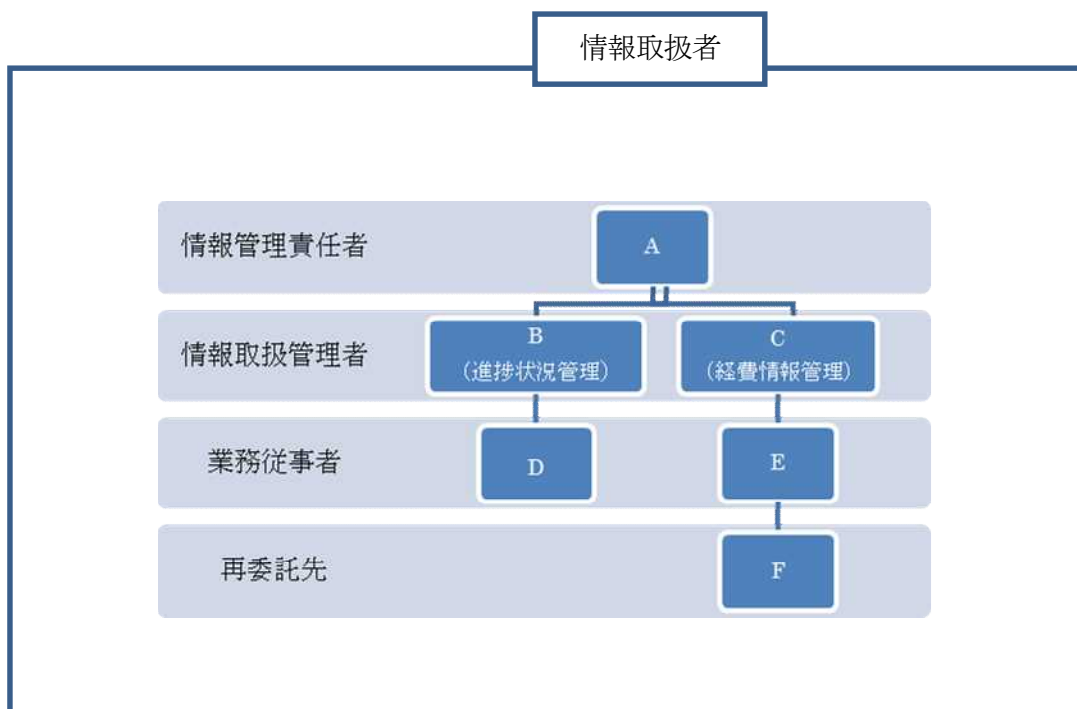 情報取扱者
情報管理責任者
A
情報取扱管理者
B
(進捗状況管理)
C
(経費情報管理)
業務従事者
D
E
再委託先
F